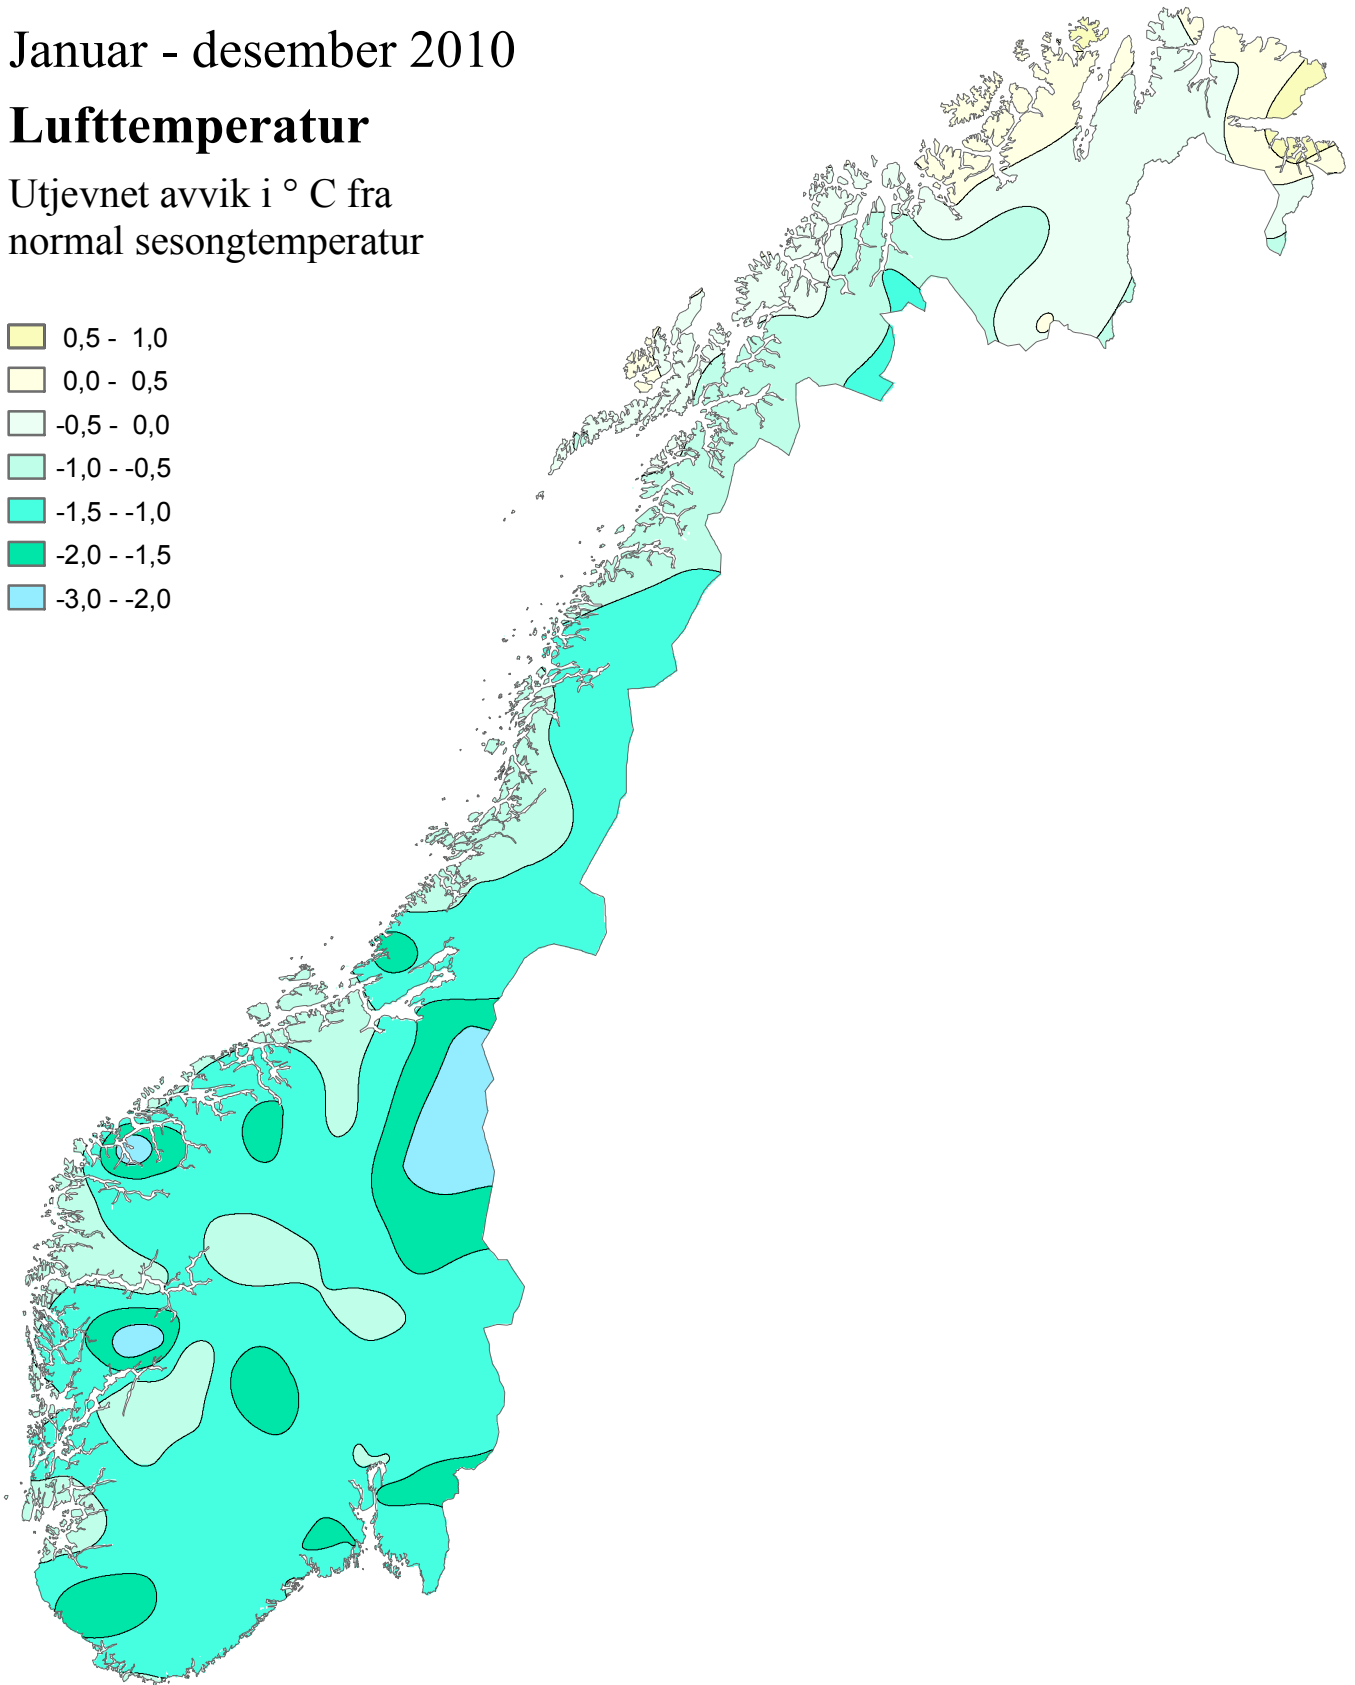 Januar - desember 2010
Lufttemperatur
Utjevnet avvik i ° C fra
normal sesongtemperatur
0,5 - 1,0
0,0 - 0,5
-0,5 - 0,0
-1,0 - -0,5
-1,5 - -1,0
-2,0 - -1,5
-3,0 - -2,0